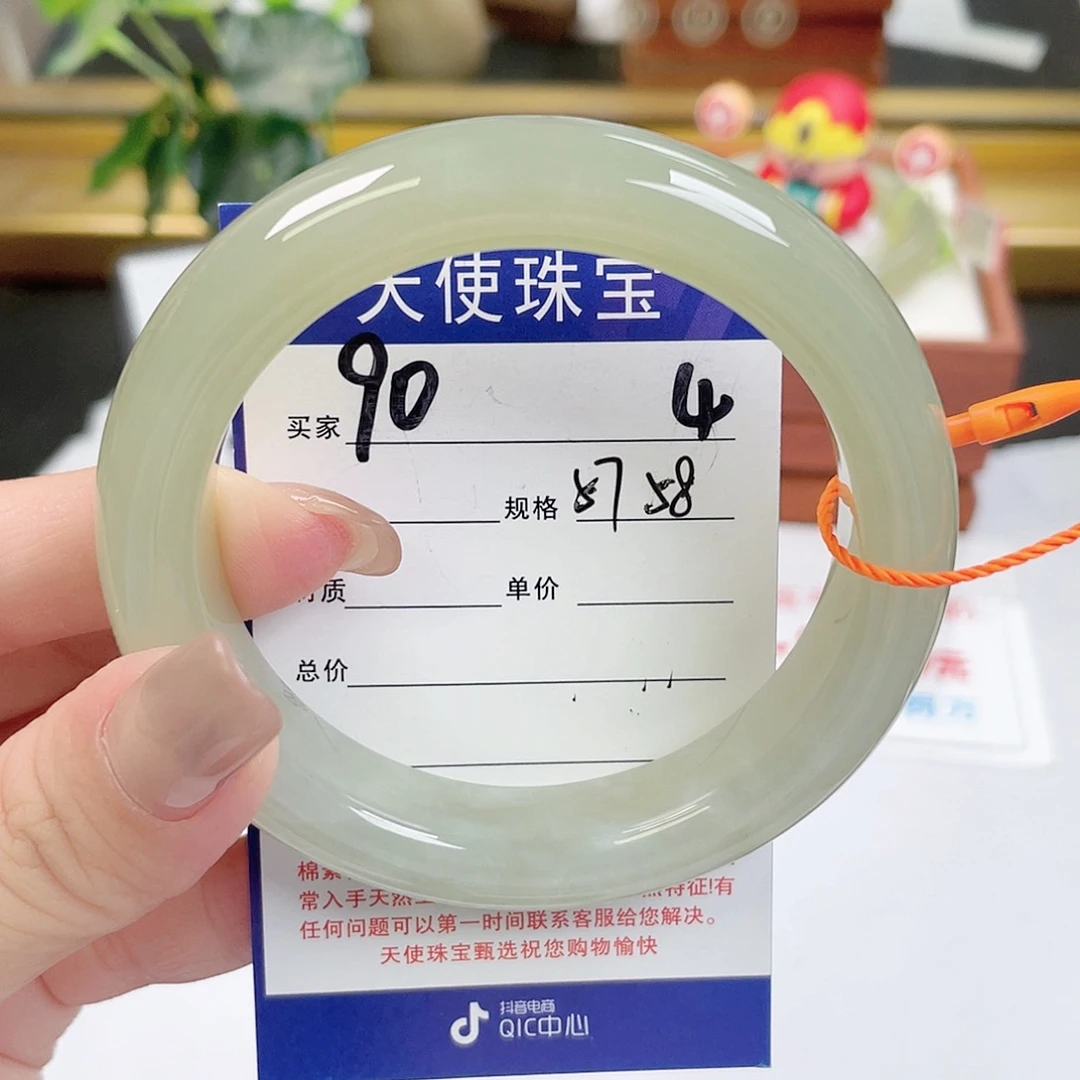 天使珠宝
买家 90 4
规格 57 58
质 单价
总价
常入手天然
特征!有
任何问题可以第一时间联系客服给您解决。
天使珠宝甄选祝您购物愉快
抖音电商
QIC中心